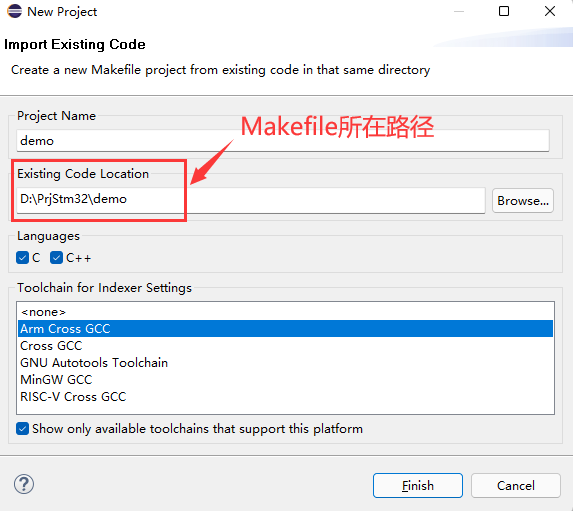 New Project
Import Existing Code
Create a new Makefile project from existing code in that same directory
Project Name
Makefile所在路径
demo
Existing Code Location
D:\PrjStm32\demo
Browse...
Languages
C C++
Toolchain for Indexer Settings
<none>
Arm Cross GCC
Cross GCC
GNU Autotools Toolchain
MinGW GCC
RISC-V Cross GCC
Show only available toolchains that support this platform
?
Finish Cancel